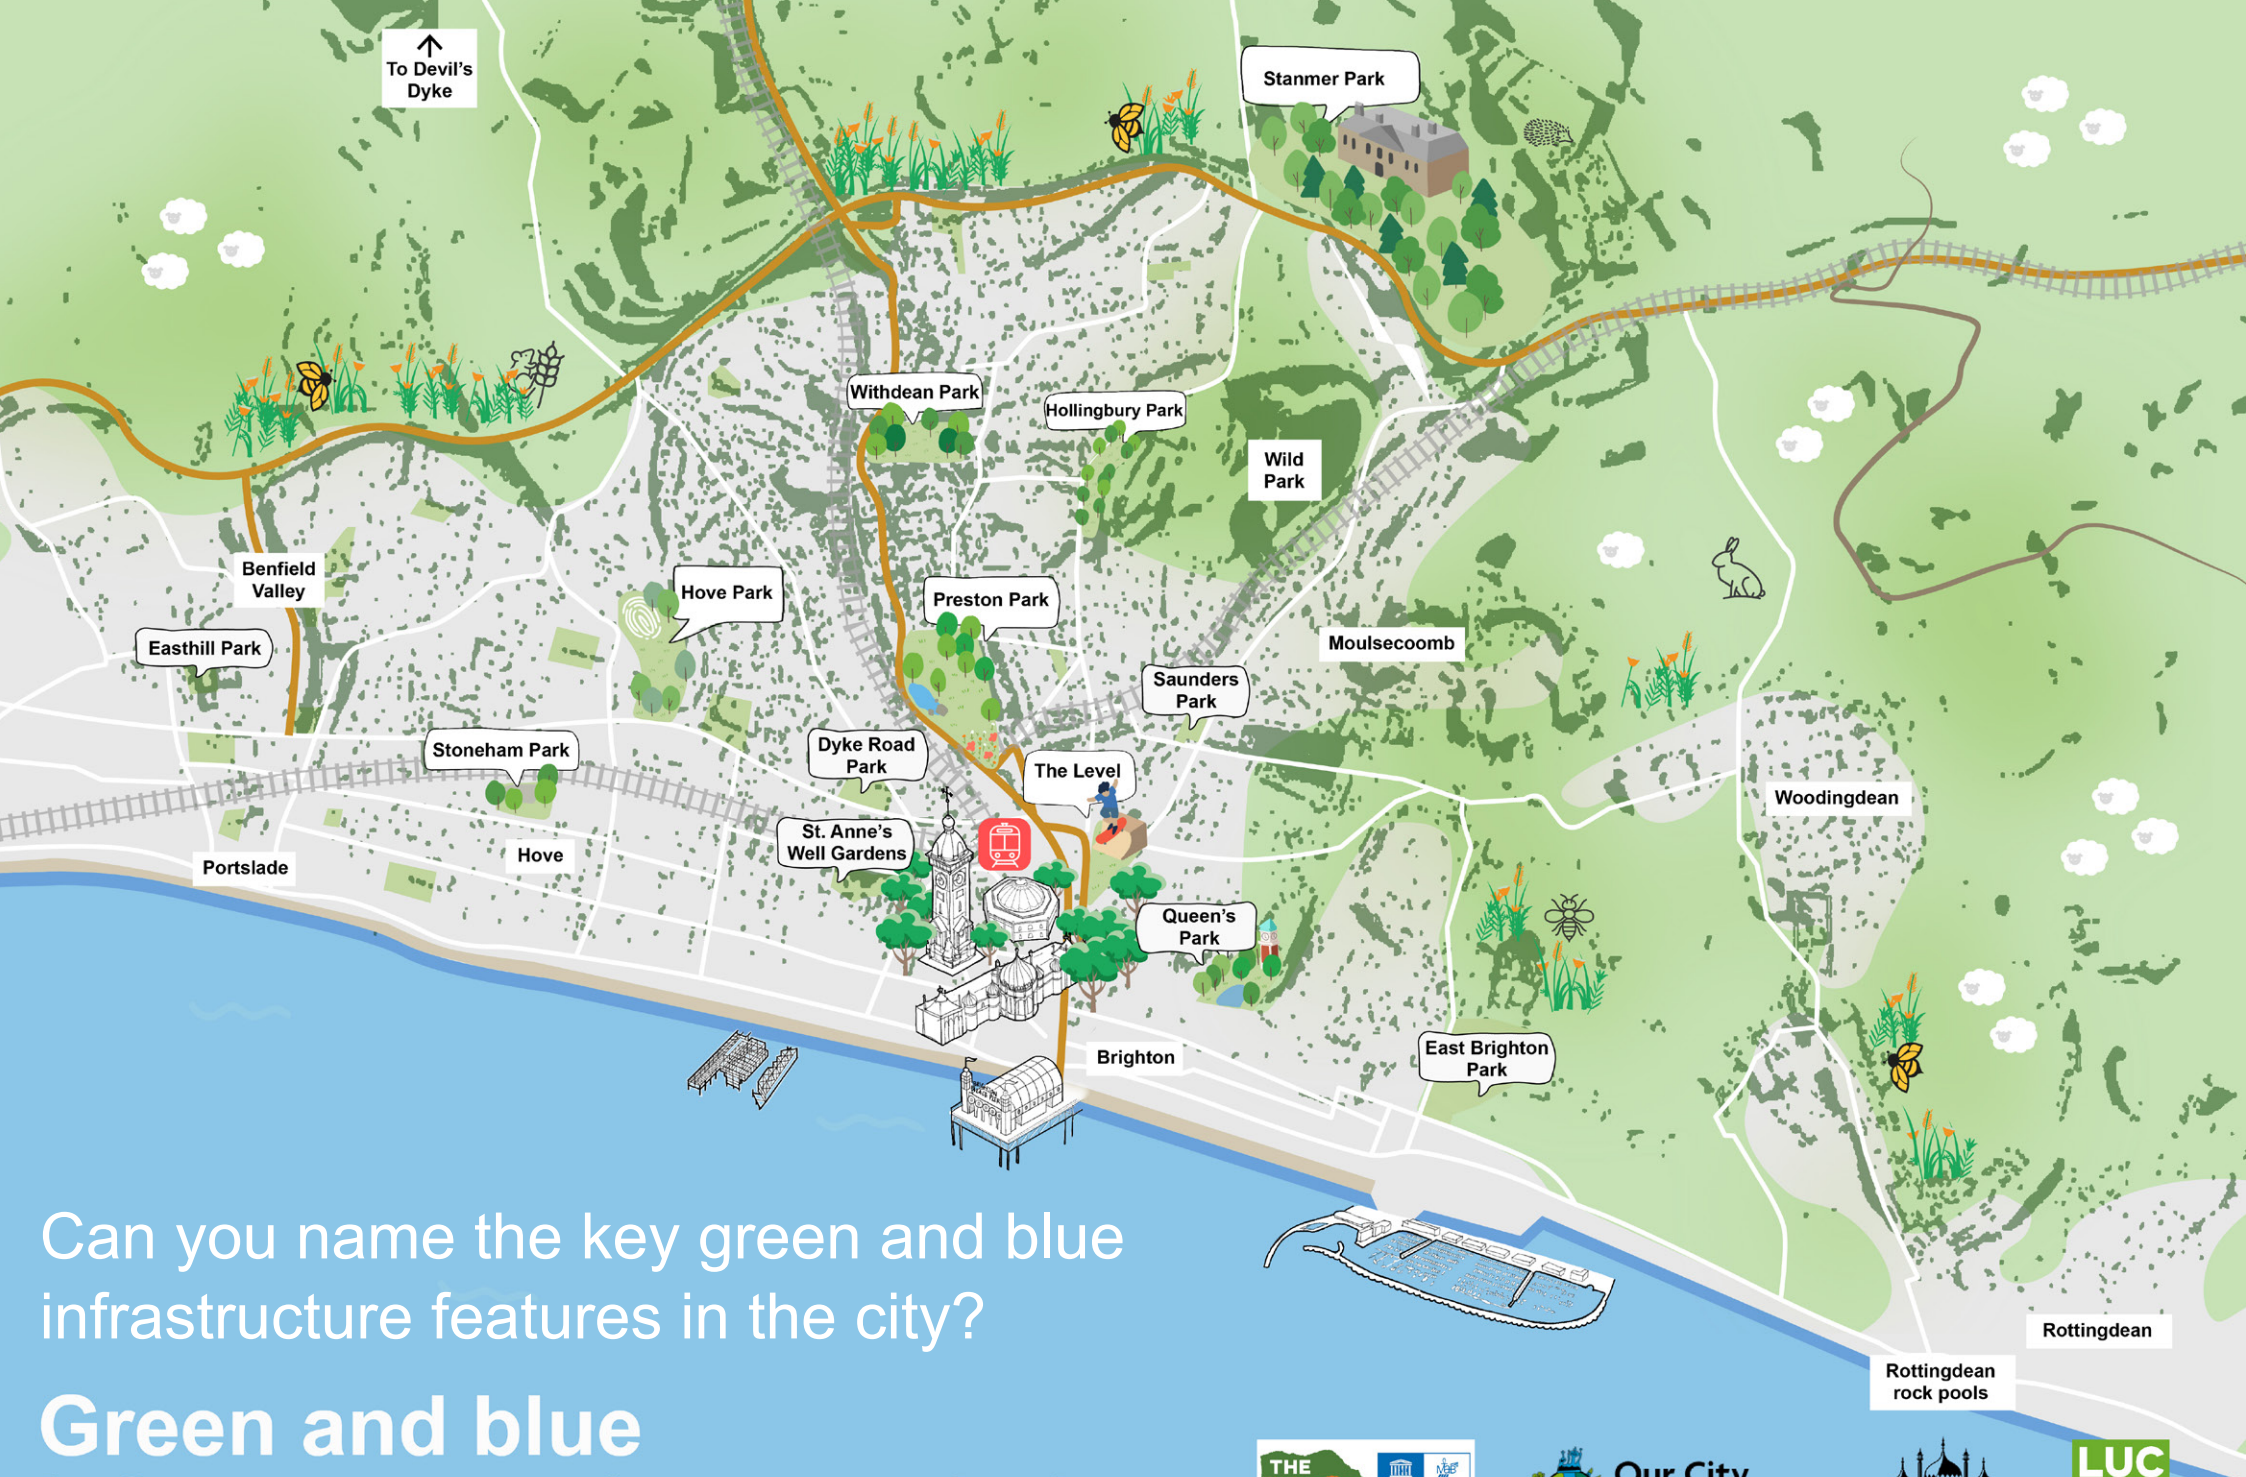 To Devil's
Dyke
Stanmer Park
Withdean Park
Hollingbury Park
Wild
Park
Benfield
Valley
Hove Park
Preston Park
Easthill Park
Moulsecoomb
Saunders
Park
Stoneham Park
Dyke Road
Park
The Level
Woodingdean
St. Anne's
Well Gardens
Hove
Portslade
Queen's
Park
Brighton
East Brighton
Park
Can you name the key green and blue
infrastructure features in the city?
Rottingdean
Rottingdean
rock pools
Green and blue
THE
MaB
Our City
LUC